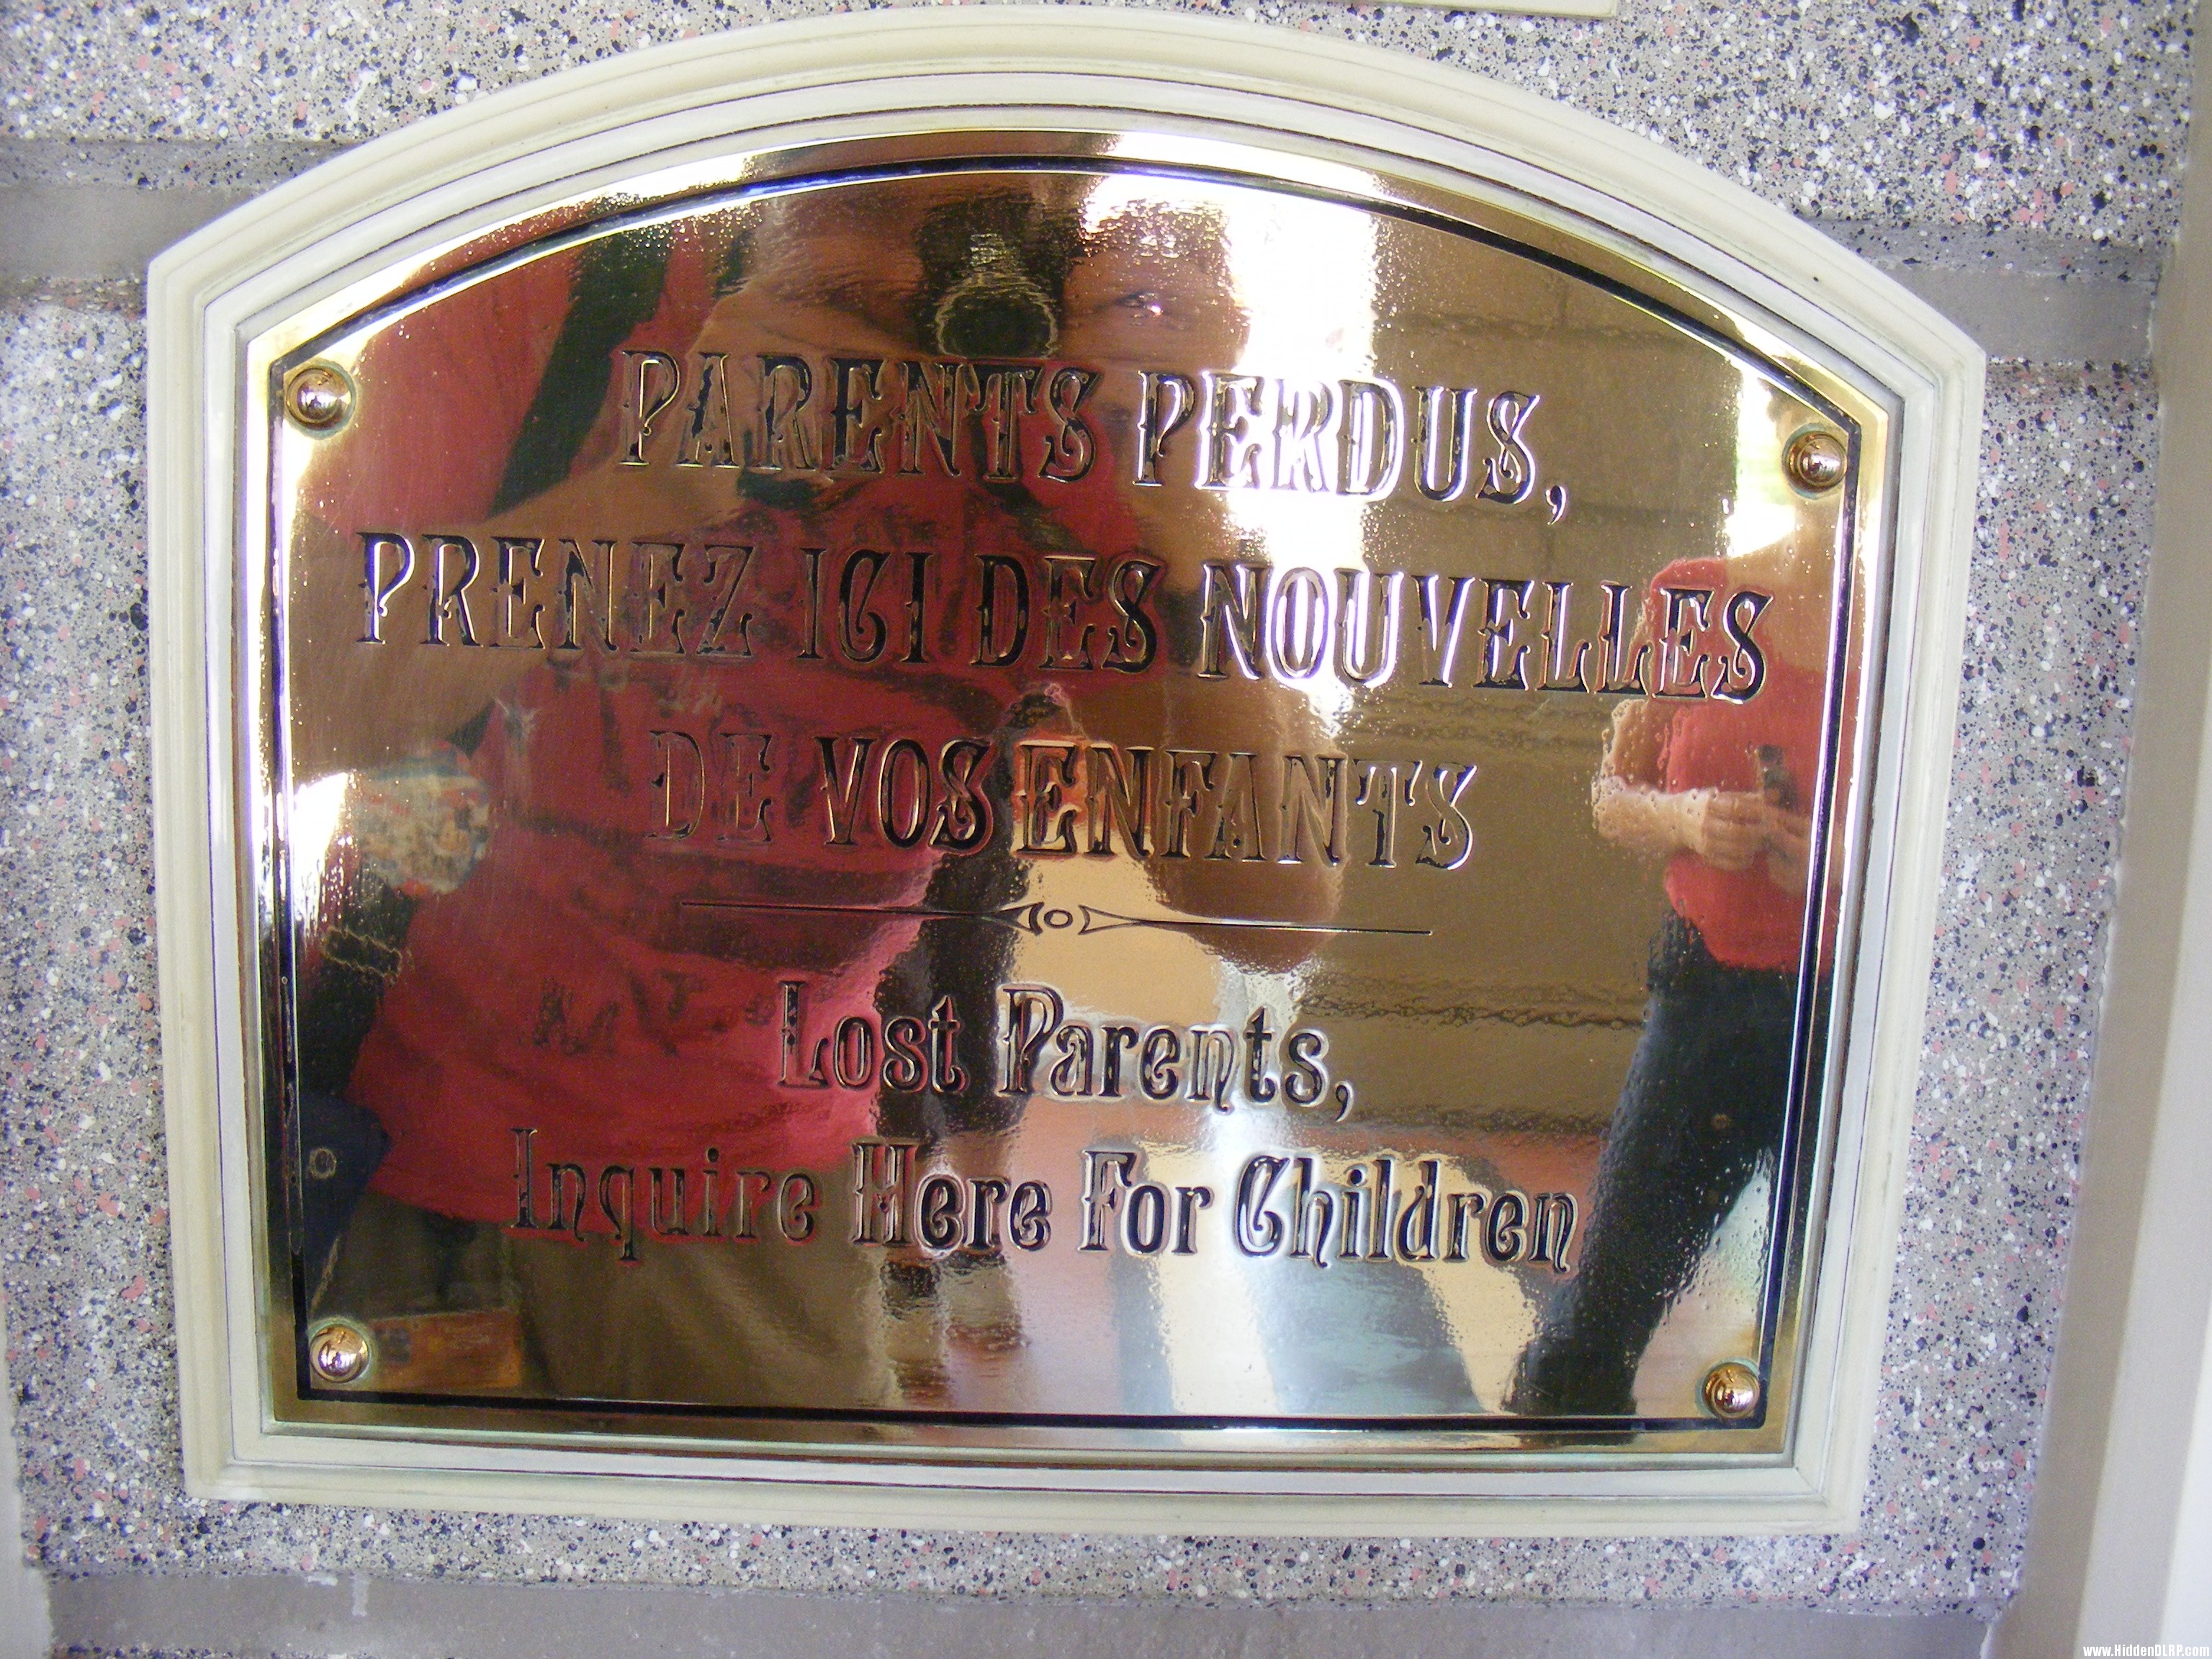 PARENTS PERDUS,
PRENEZ ICI DES NOUVELLES
DE VOS ENFANTS
Lost Parents,
Inquire Here For Children
www.HiddenDLRP.com